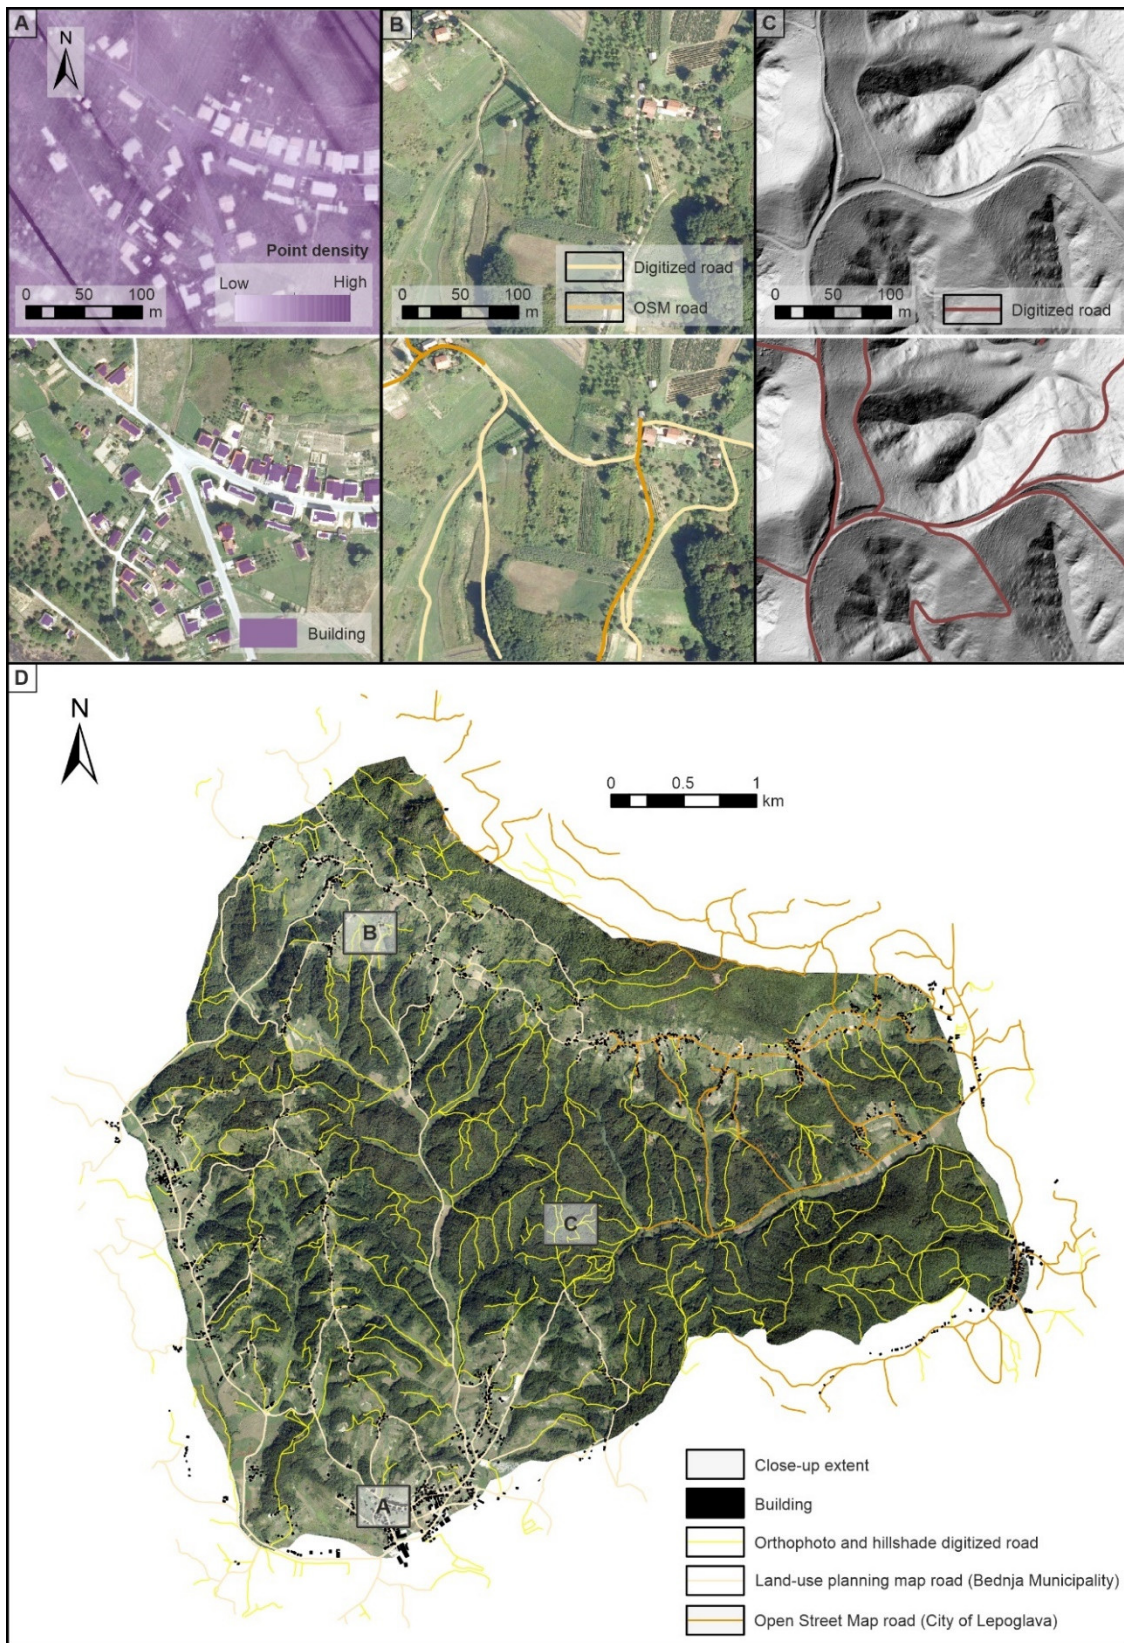 A
N
Point density
Low
High
0
50
100
m
Building
B
Digitized road
0
50
100
m
OSM road
C
0
50
100
m
Digitized road
D
N
0
0.5
1
km
B
C
A
Close-up extent
Building
Orthophoto and hillshade digitized road
Land-use planning map road (Bednja Municipality)
Open Street Map road (City of Lepoglava)